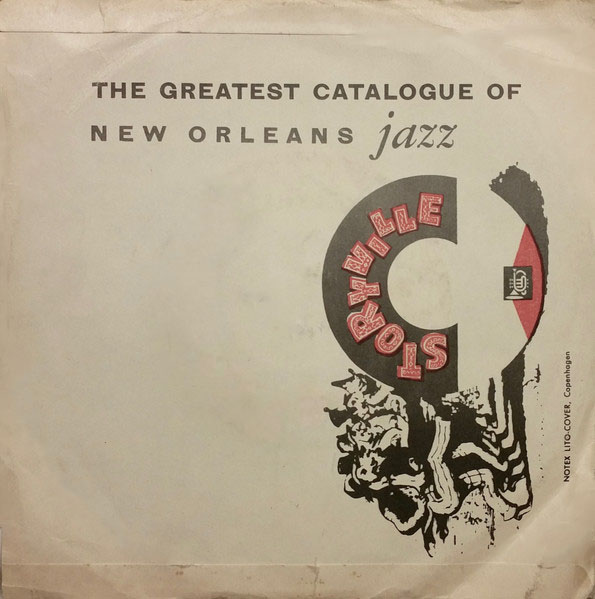 THE GREATEST CATALOGUE OF
NEW ORLEANS jazz
STORYVILLE
NOTEX LITO-COVER, Copenhagen